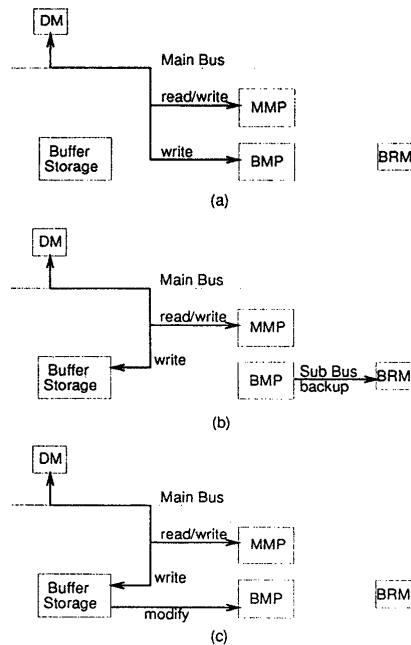 DM
Main Bus
read/write
MMP
Buffer
Storage
write
BMP
BRM
(a)
DM
Main Bus
read/write
MMP
Buffer
Storage
write
BMP
Sub Bus
backup
BRM
(b)
DM
Main Bus
read/write
MMP
Buffer
Storage
write
modify
BMP
BRM
(c)